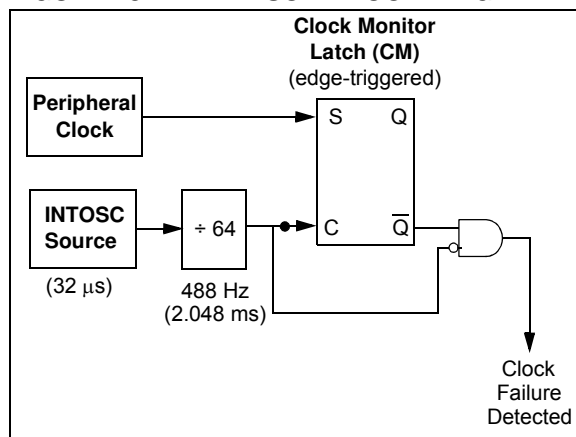 Clock Monitor
Latch (CM)
(edge-triggered)
Peripheral
Clock
S
Q
INTOSC
Source
÷ 64
C
Q̅
(32 μs)
488 Hz
(2.048 ms)
Clock
Failure
Detected